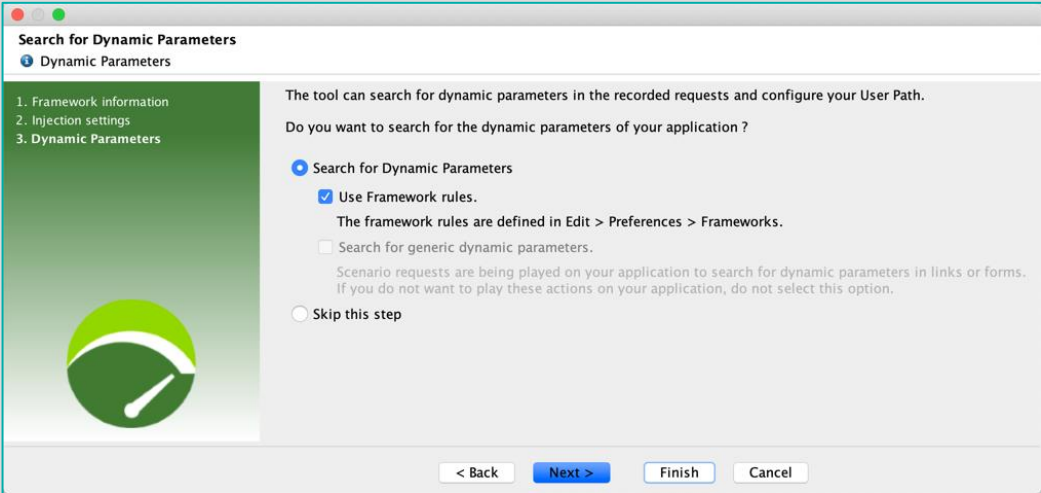 Search for Dynamic Parameters
Dynamic Parameters
1. Framework information
2. Injection settings
3. Dynamic Parameters
The tool can search for dynamic parameters in the recorded requests and configure your User Path.
Do you want to search for the dynamic parameters of your application ?
Search for Dynamic Parameters
Use Framework rules.
The framework rules are defined in Edit > Preferences > Frameworks.
Search for generic dynamic parameters.
Scenario requests are being played on your application to search for dynamic parameters in links or forms.
If you do not want to play these actions on your application, do not select this option.
Skip this step
< Back Next > Finish Cancel